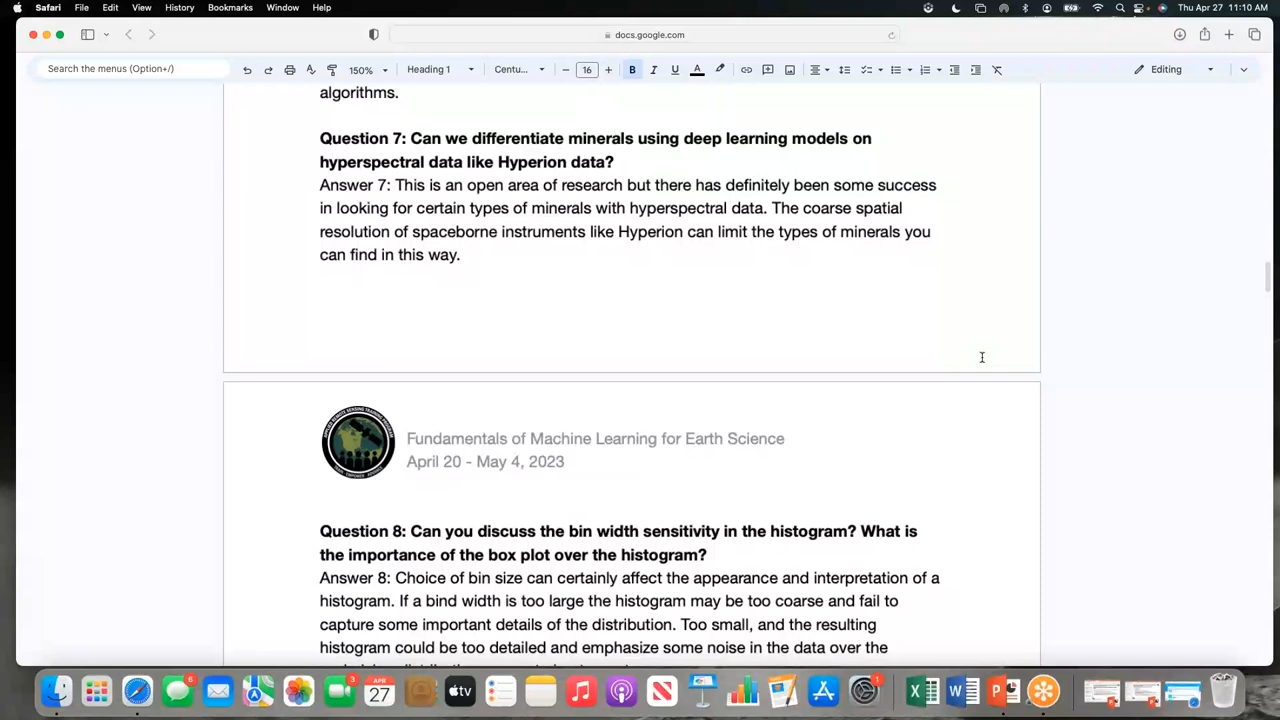 Safari File Edit View History Bookmarks Window Help Thu Apr 27 11:10 AM
docs.google.com
Search the menus (Option+/) 150% Heading 1 Centu... 16 B I U A Editing
algorithms.
Question 7: Can we differentiate minerals using deep learning models on
hyperspectral data like Hyperion data?
Answer 7: This is an open area of research but there has definitely been some success
in looking for certain types of minerals with hyperspectral data. The coarse spatial
resolution of spaceborne instruments like Hyperion can limit the types of minerals you
can find in this way.
Fundamentals of Machine Learning for Earth Science
April 20 - May 4, 2023
Question 8: Can you discuss the bin width sensitivity in the histogram? What is
the importance of the box plot over the histogram?
Answer 8: Choice of bin size can certainly affect the appearance and interpretation of a
histogram. If a bind width is too large the histogram may be too coarse and fail to
capture some important details of the distribution. Too small, and the resulting
histogram could be too detailed and emphasize some noise in the data over the
6 3 APR 27 tv 1